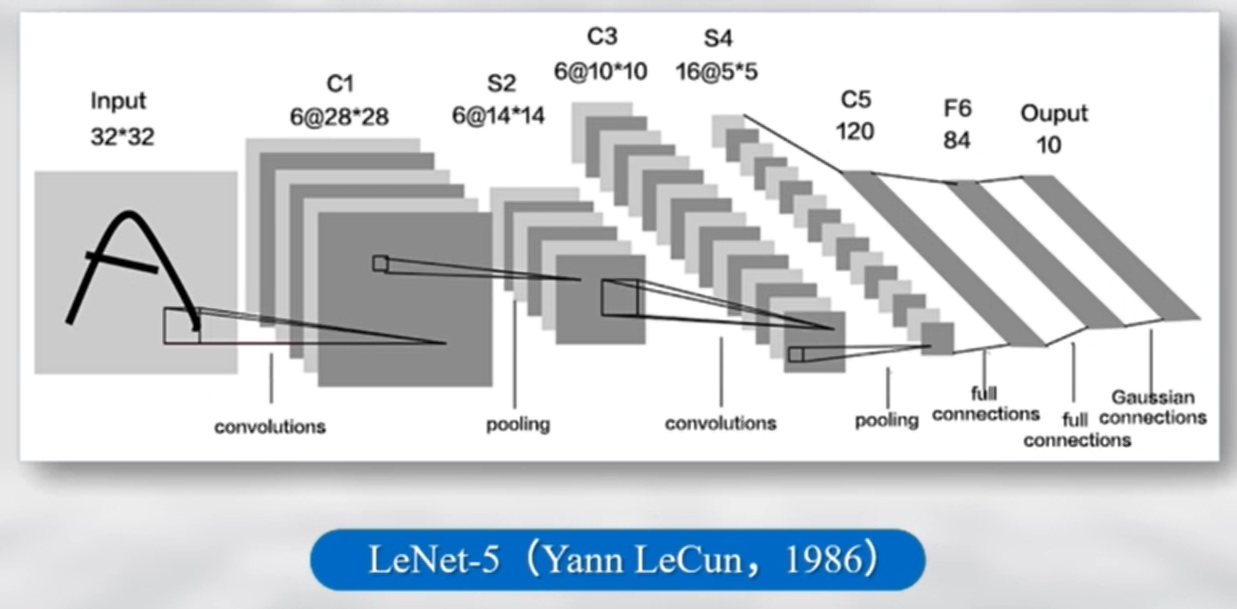 Input
32*32
C1
6@28*28
S2
6@14*14
C3
6@10*10
S4
16@5*5
C5
120
F6
84
Ouput
10
convolutions
pooling
convolutions
pooling
full
connections
full
connections
Gaussian
connections
LeNet-5（Yann LeCun，1986）